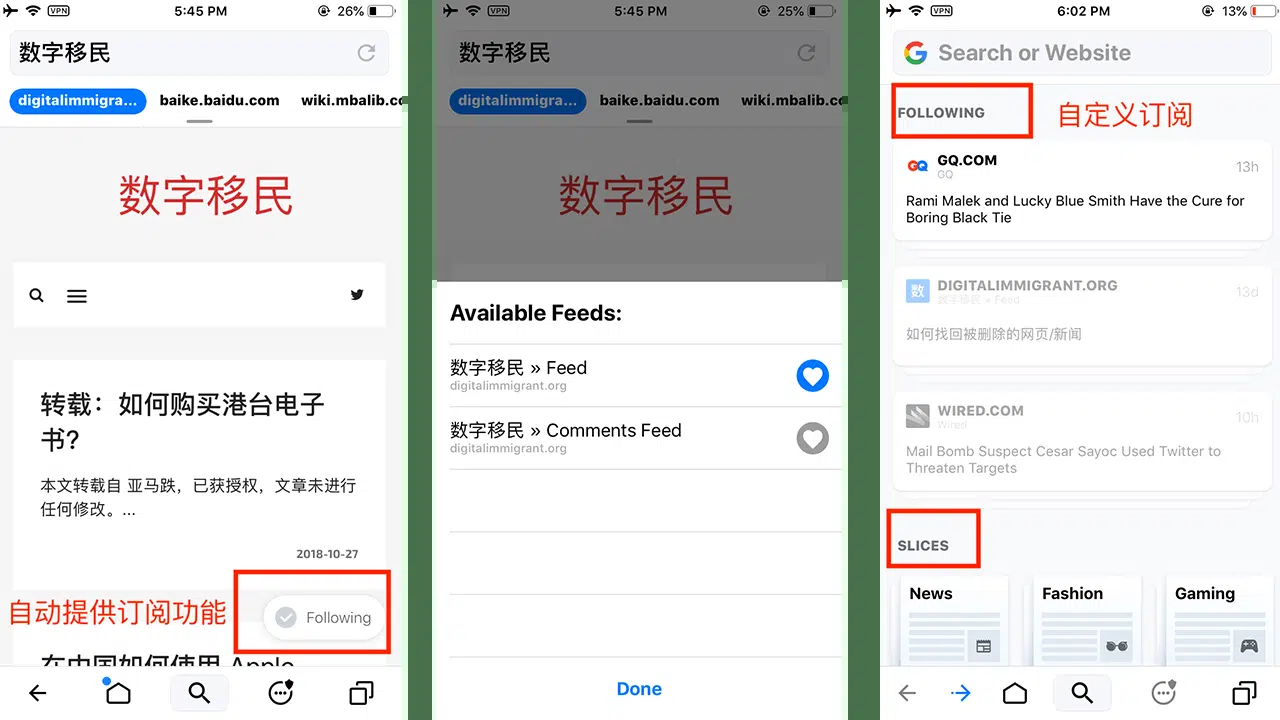 VPN
5:45 PM
26%
数字移民
digitalimmigra...
baike.baidu.com
wiki.mbalib.co
数字移民
转载：如何购买港台电子
书?
本文转载自 亚马跌，已获授权，文章未进行
任何修改。...
2018-10-27
自动提供订阅功能
Following
在中国如何使用 Apple
VPN
5:45 PM
25%
数字移民
digitalimmigra...
baike.baidu.com
wiki.mbalib.co
数字移民
Available Feeds:
数字移民 » Feed
digitalimmigrant.org
数字移民 » Comments Feed
digitalimmigrant.org
Done
VPN
6:02 PM
13%
Search or Website
FOLLOWING
自定义订阅
GQ
GQ.COM
GQ
13h
Rami Malek and Lucky Blue Smith Have the Cure for
Boring Black Tie
数
DIGITALIMMIGRANT.ORG
数字移民 » Feed
13d
如何找回被删除的网页/新闻
WIRED.COM
Wired
10h
Mail Bomb Suspect Cesar Sayoc Used Twitter to
Threaten Targets
SLICES
News
Fashion
Gaming